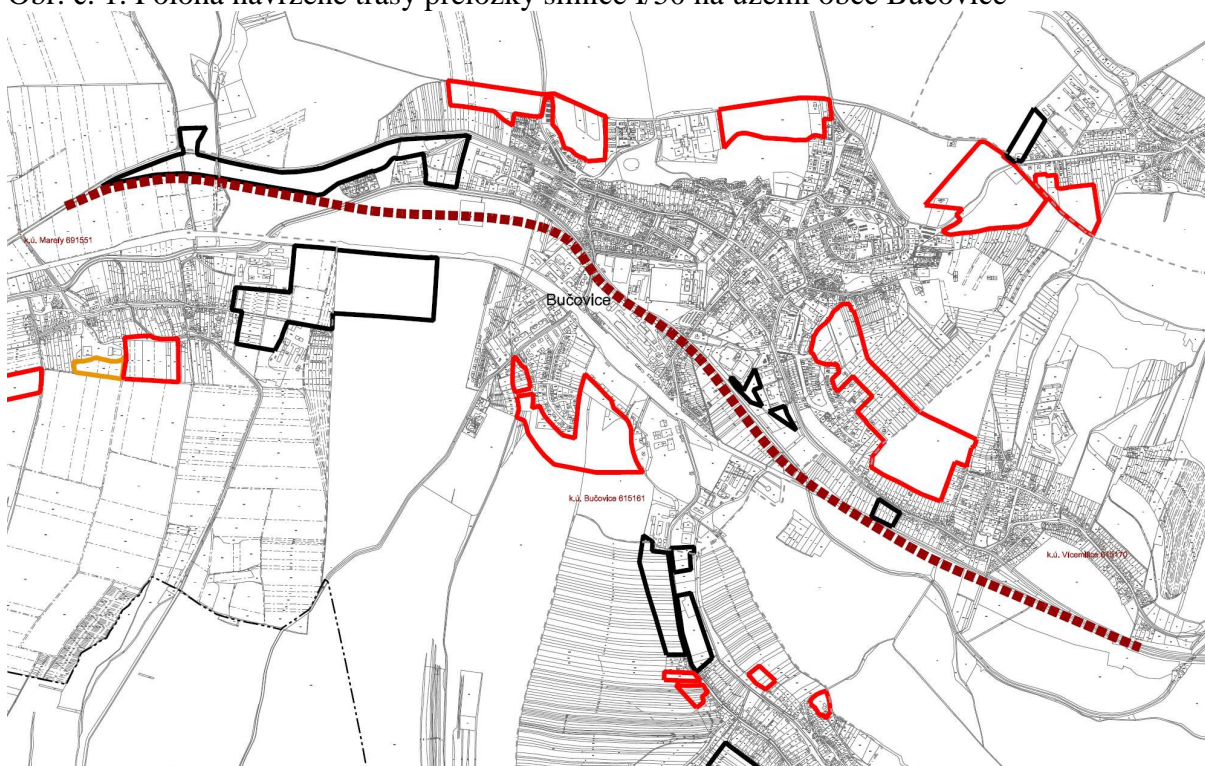 Obr. č. 1: Poloha navržené trasy přeložky silnice I/50 na území obce Bučovice
k.ú. Marefy 691551
Bučovice
k.ú. Bučovice 615161
k.ú. Vícemilice 615170